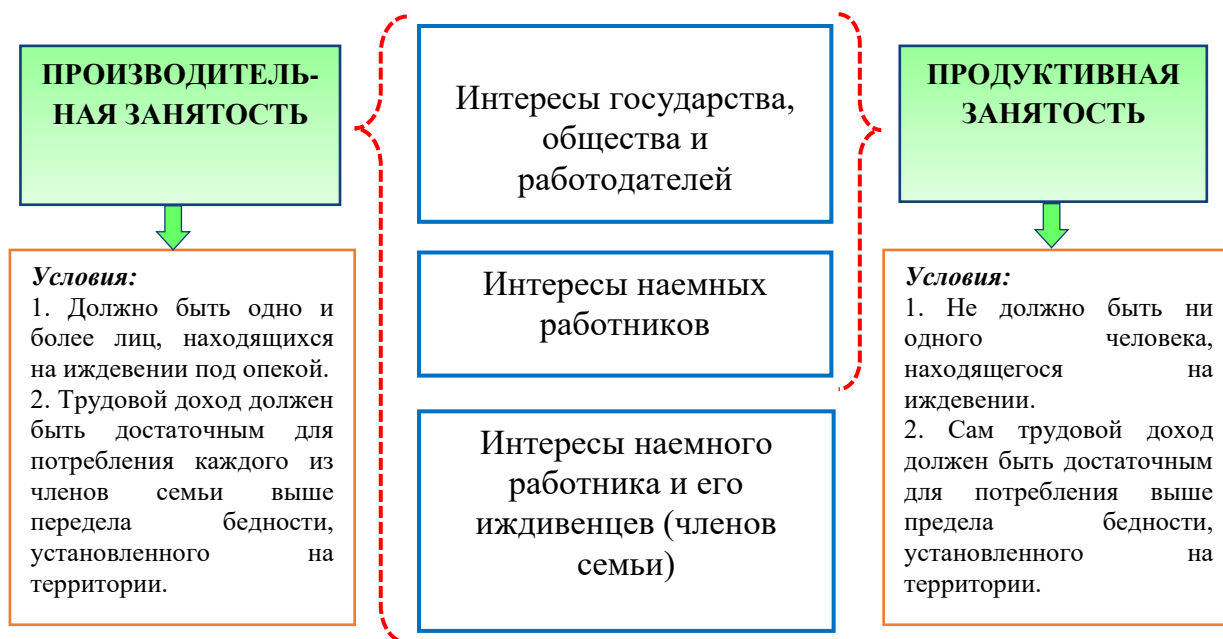 ПРОИЗВОДИТЕЛЬ-
НАЯ ЗАНЯТОСТЬ
Условия:
1. Должно быть одно и
более лиц, находящихся
на иждевении под опекой.
2. Трудовой доход должен
быть достаточным для
потребления каждого из
членов семьи выше
передела бедности,
установленного на
территории.
Интересы государства,
общества и
работодателей
Интересы наемных
работников
Интересы наемного
работника и его
иждивенцев (членов
семьи)
ПРОДУКТИВНАЯ
ЗАНЯТОСТЬ
Условия:
1. Не должно быть ни
одного человека,
находящегося на
иждевении.
2. Сам трудовой доход
должен быть достаточным
для потребления выше
предела бедности,
установленного на
территории.